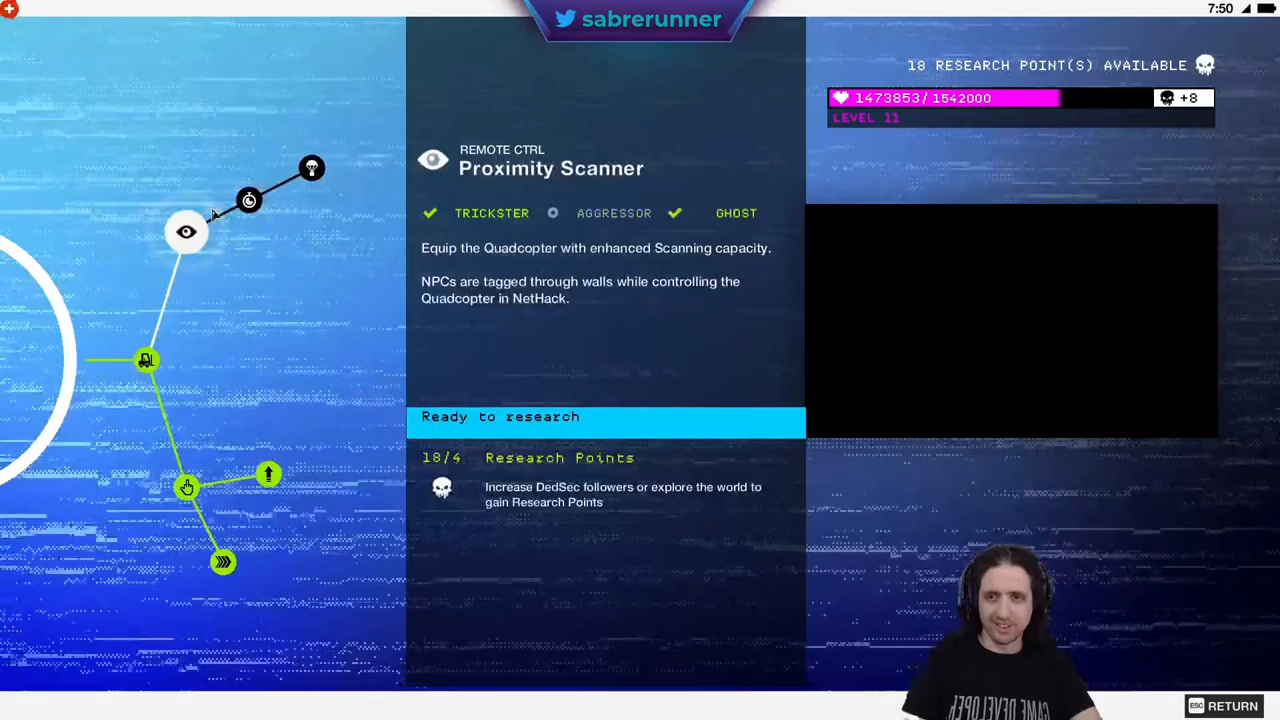 7:50
sabrerunner
18 RESEARCH POINT(S) AVAILABLE
1473853/1542000
+8
LEVEL 11
REMOTE CTRL
Proximity Scanner
TRICKSTER AGGRESSOR GHOST
Equip the Quadcopter with enhanced Scanning capacity.
NPCs are tagged through walls while controlling the
Quadcopter in NetHack.
Ready to research
18/4 Research Points
Increase DedSec followers or explore the world to
gain Research Points
GAME DEVELOPER
ESC RETURN